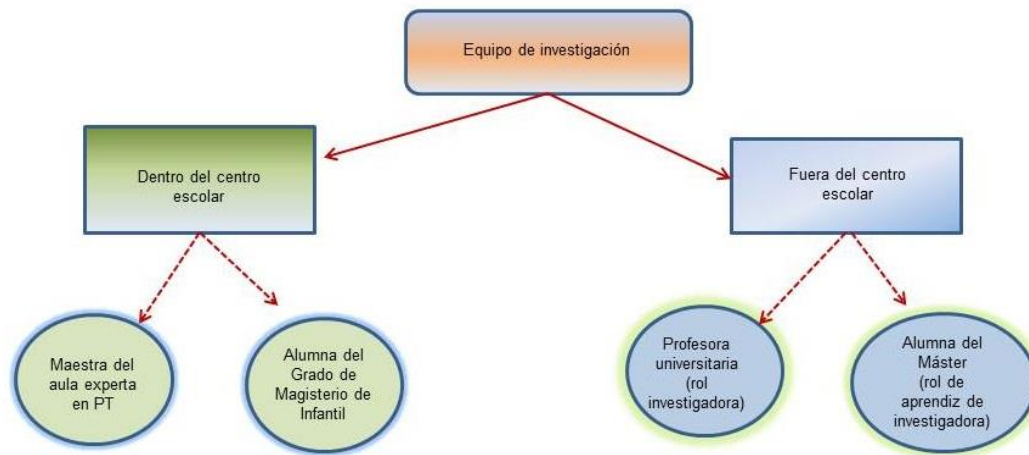 Equipo de investigación
Dentro del centro
escolar
Fuera del centro
escolar
Maestra del
aula experta
en PT
Alumna del
Grado de
Magisterio de
Infantil
Profesora
universitaria
(rol
investigadora)
Alumna del
Máster
(rol de
aprendiz de
investigadora)